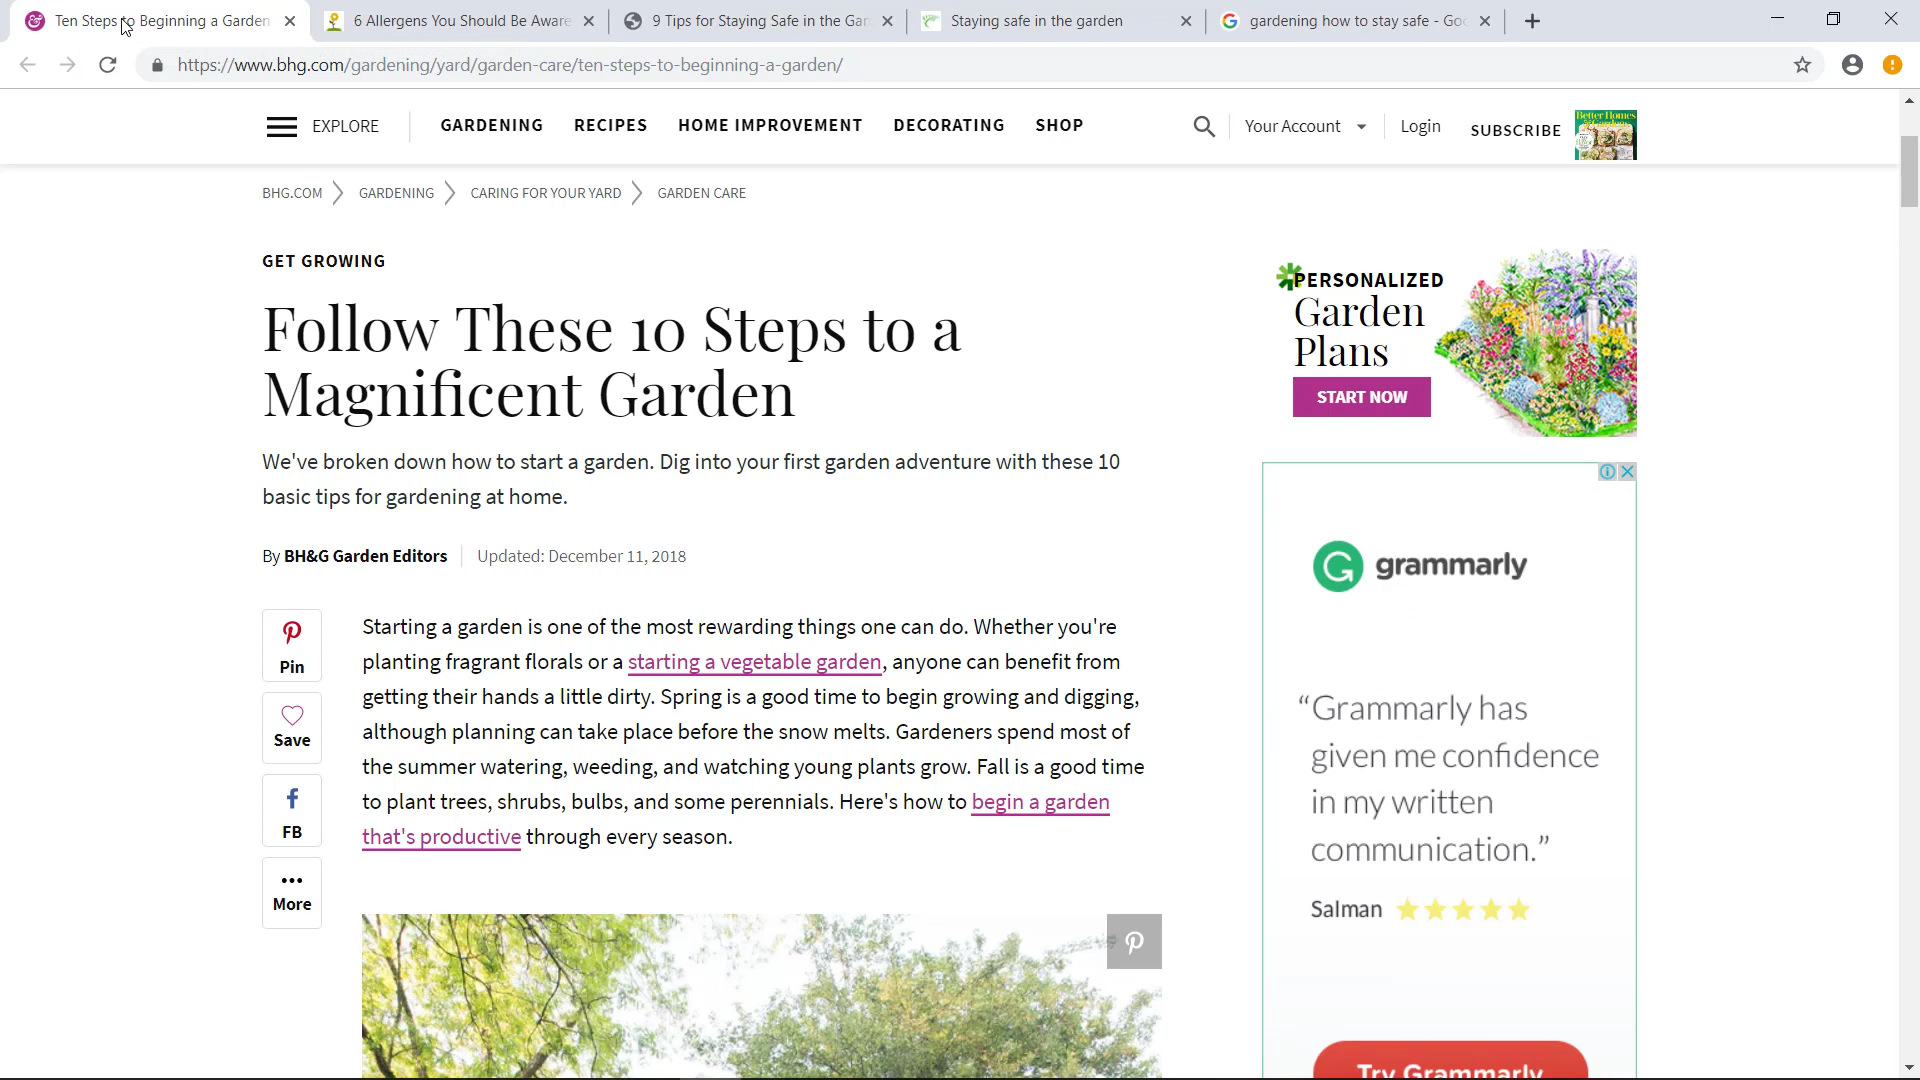 Ten Steps to Beginning a Garden
6 Allergens You Should Be Aware
9 Tips for Staying Safe in the Gar
Staying safe in the garden
gardening how to stay safe - Goo
https://www.bhg.com/gardening/yard/garden-care/ten-steps-to-beginning-a-garden/
EXPLORE
GARDENING RECIPES HOME IMPROVEMENT DECORATING SHOP
Your Account
Login
SUBSCRIBE
Better Homes
BHG.COM GARDENING CARING FOR YOUR YARD GARDEN CARE
GET GROWING
Follow These 10 Steps to a
Magnificent Garden
We've broken down how to start a garden. Dig into your first garden adventure with these 10
basic tips for gardening at home.
By BH&G Garden Editors Updated: December 11, 2018
Pin
Save
FB
More
Starting a garden is one of the most rewarding things one can do. Whether you're
planting fragrant florals or a starting a vegetable garden, anyone can benefit from
getting their hands a little dirty. Spring is a good time to begin growing and digging,
although planning can take place before the snow melts. Gardeners spend most of
the summer watering, weeding, and watching young plants grow. Fall is a good time
to plant trees, shrubs, bulbs, and some perennials. Here's how to begin a garden
that's productive through every season.
PERSONALIZED
Garden
Plans
START NOW
grammarly
“Grammarly has
given me confidence
in my written
communication.”
Salman
Try Grammarly